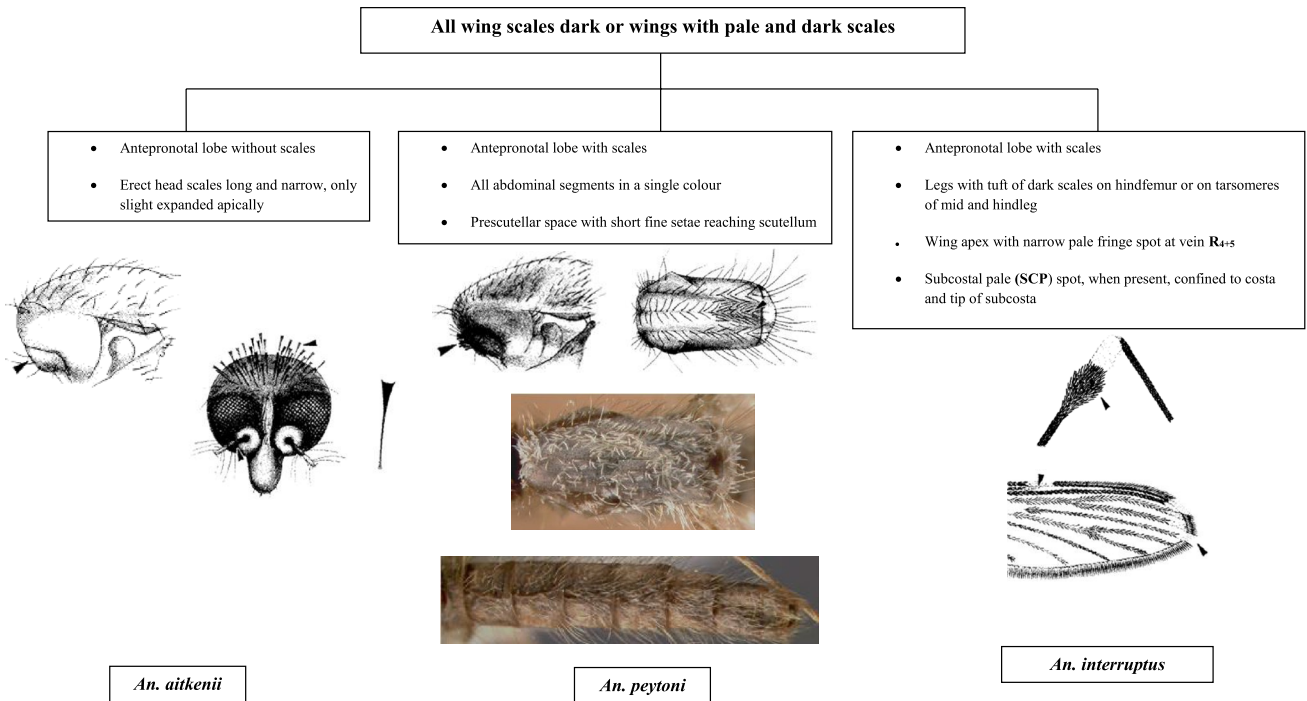 All wing scales dark or wings with pale and dark scales
• Antepronotal lobe without scales
• Erect head scales long and narrow, only
slight expanded apically
• Antepronotal lobe with scales
• All abdominal segments in a single colour
• Prescutellar space with short fine setae reaching scutellum
• Antepronotal lobe with scales
• Legs with tuft of dark scales on hindfemur or on tarsomeres
of mid and hindleg
• Wing apex with narrow pale fringe spot at vein R4+5
• Subcostal pale (SCP) spot, when present, confined to costa
and tip of subcosta
An. aitkenii
An. peytoni
An. interruptus